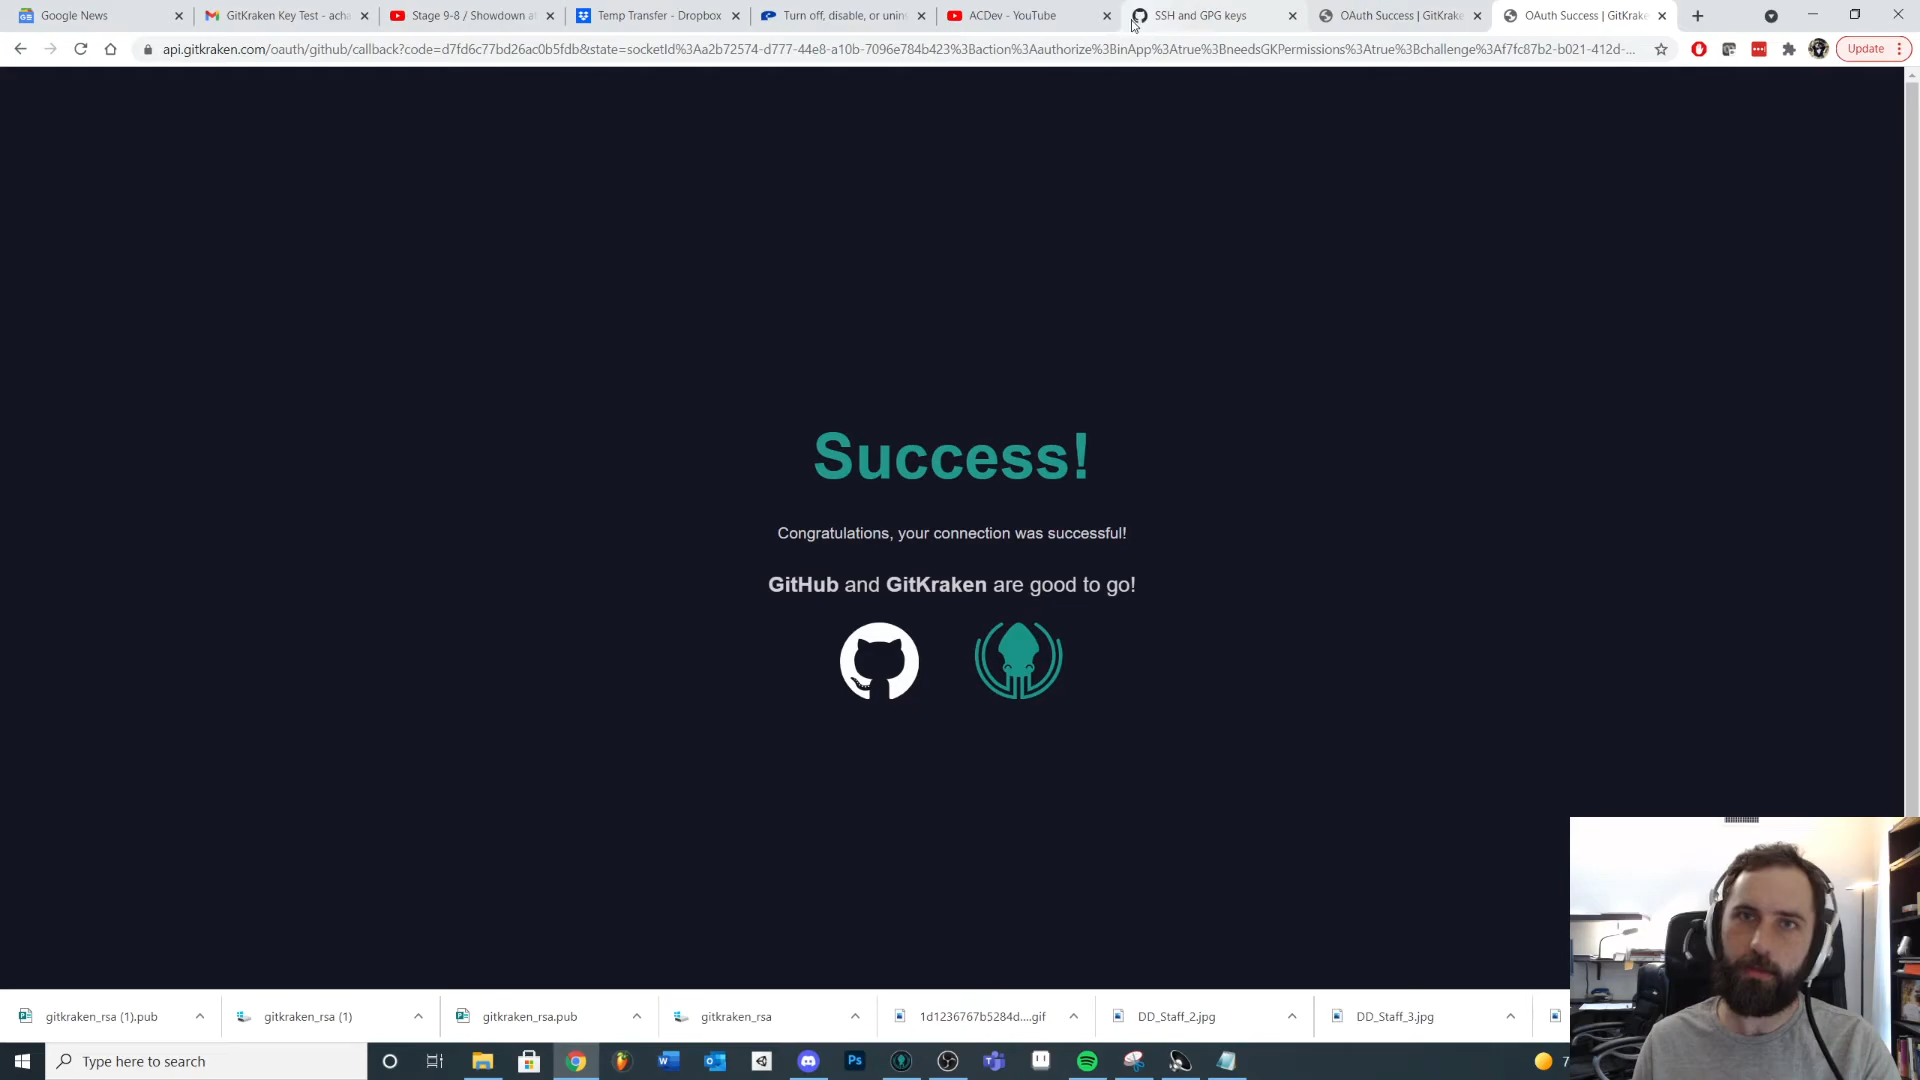 Google News
GitKraken Key Test - acha
Stage 9-8 / Showdown at
Temp Transfer - Dropbox
Turn off, disable, or unins
ACDev - YouTube
SSH and GPG keys
OAuth Success | GitKrake
OAuth Success | GitKrake
api.gitkraken.com/oauth/github/callback?code=d7fd6c77bd26ac0b5fdb&state=socketId%3Aa2b72574-d777-44e8-a10b-7096e784b423%3Baction%3Aauthorize%3BinApp%3Atrue%3BneedsGKPermissions%3Atrue%3Bchallenge%3Af7fc87b2-b021-412d-...
Update
Success!
Congratulations, your connection was successful!
GitHub and GitKraken are good to go!
gitkraken_rsa (1).pub
gitkraken_rsa (1)
gitkraken_rsa.pub
gitkraken_rsa
1d1236767b5284d....gif
DD_Staff_2.jpg
DD_Staff_3.jpg
Type here to search